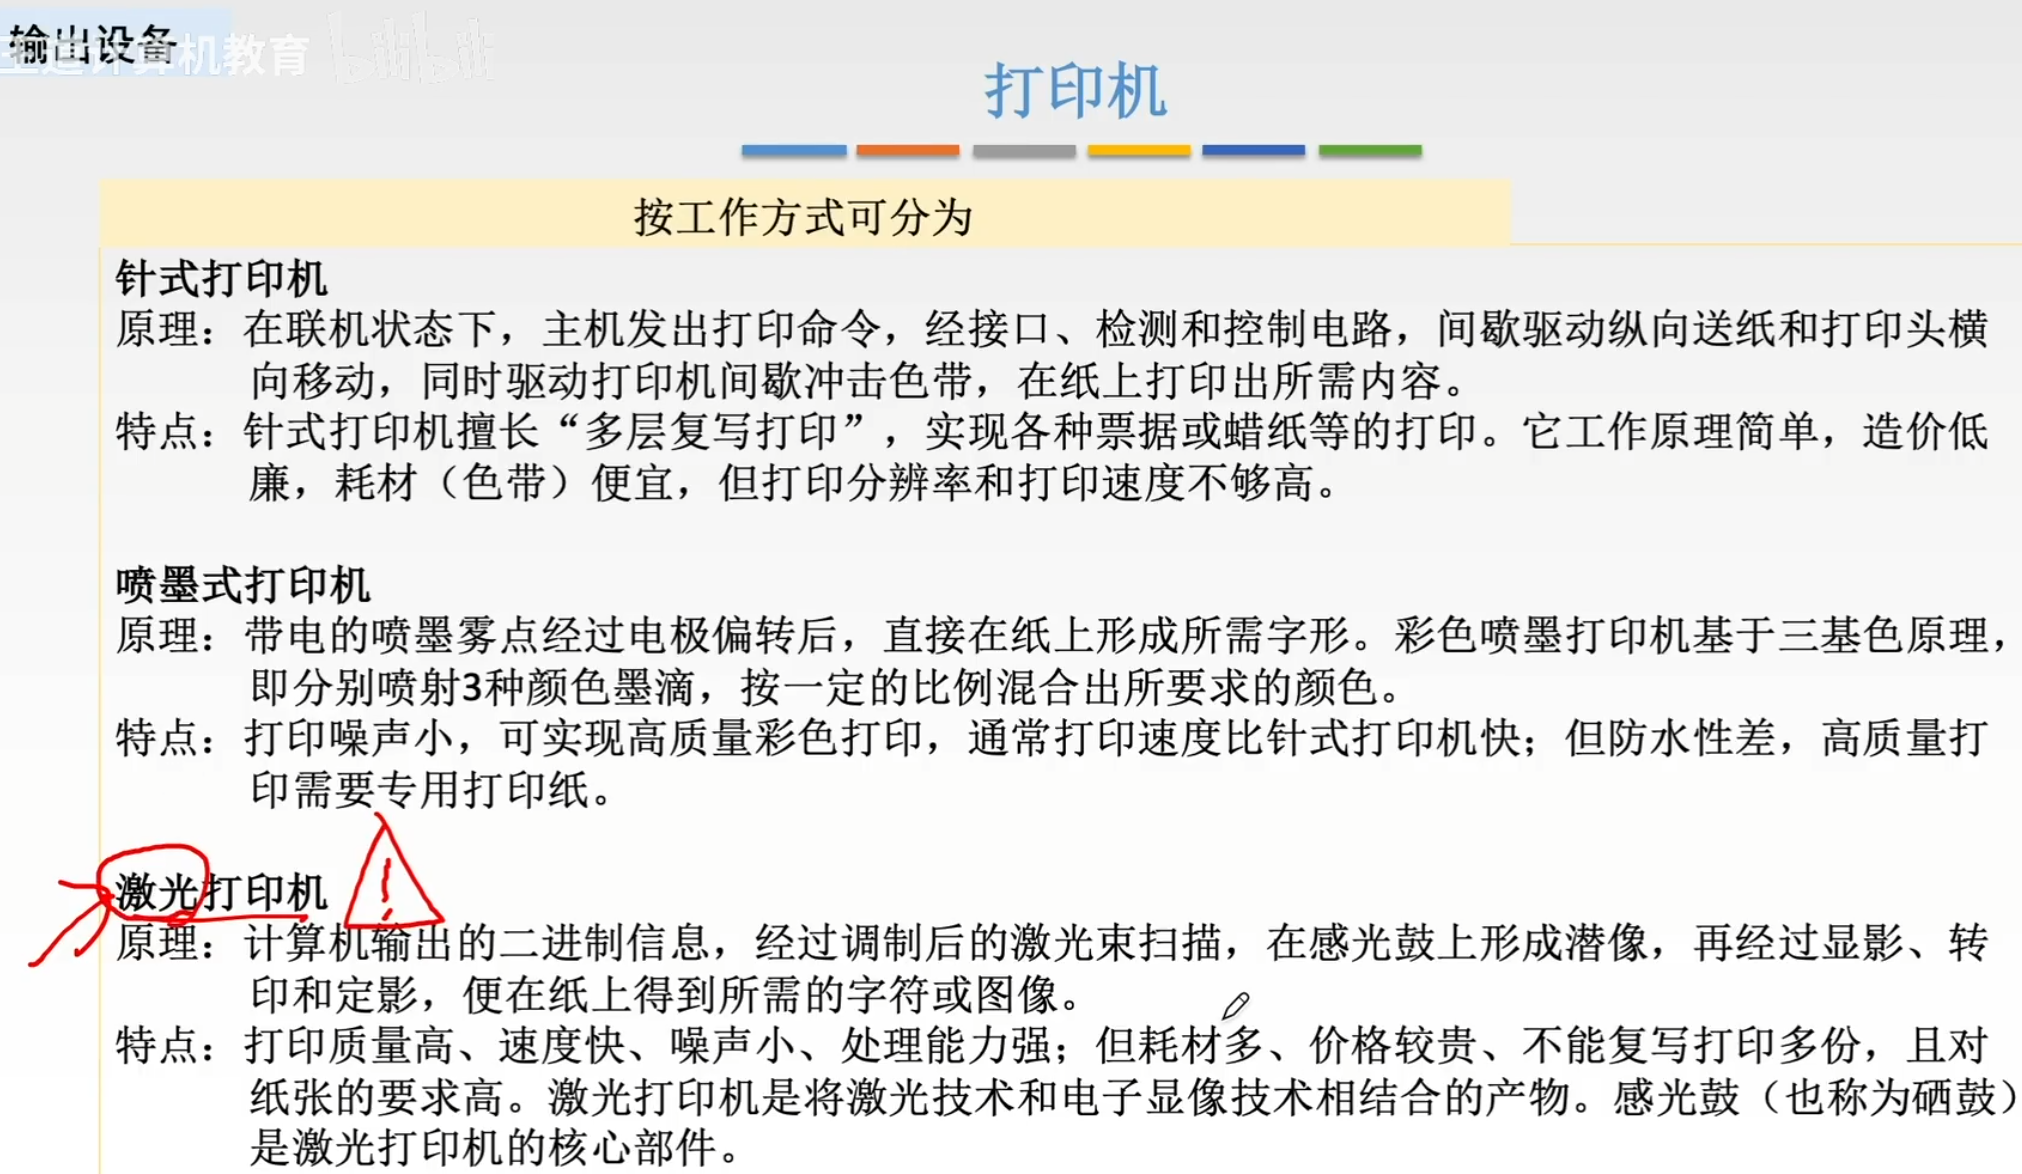 输出设备
王道计算机教育 bilibili
打印机
按工作方式可分为
针式打印机
原理：在联机状态下，主机发出打印命令，经接口、检测和控制电路，间歇驱动纵向送纸和打印头横
向移动，同时驱动打印机间歇冲击色带，在纸上打印出所需内容。
特点：针式打印机擅长“多层复写打印”，实现各种票据或蜡纸等的打印。它工作原理简单，造价低
廉，耗材（色带）便宜，但打印分辨率和打印速度不够高。
喷墨式打印机
原理：带电的喷墨雾点经过电极偏转后，直接在纸上形成所需字形。彩色喷墨打印机基于三基色原理，
即分别喷射3种颜色墨滴，按一定的比例混合出所要求的颜色。
特点：打印噪声小，可实现高质量彩色打印，通常打印速度比针式打印机快；但防水性差，高质量打
印需要专用打印纸。
激光打印机
!
原理：计算机输出的二进制信息，经过调制后的激光束扫描，在感光鼓上形成潜像，再经过显影、转
印和定影，便在纸上得到所需的字符或图像。
特点：打印质量高、速度快、噪声小、处理能力强；但耗材多、价格较贵、不能复写打印多份，且对
纸张的要求高。激光打印机是将激光技术和电子显像技术相结合的产物。感光鼓（也称为硒鼓）
是激光打印机的核心部件。